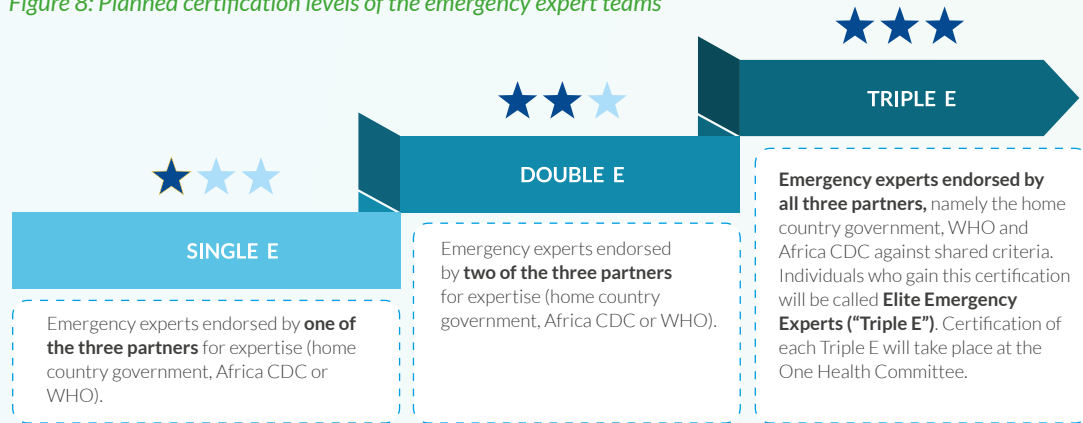 Figure 8: Planned certification levels of the emergency expert teams
SINGLE E
Emergency experts endorsed by one of
the three partners for expertise (home
country government, Africa CDC or
WHO).
DOUBLE E
Emergency experts endorsed
by two of the three partners
for expertise (home country
government, Africa CDC or WHO).
TRIPLE E
Emergency experts endorsed by
all three partners, namely the home
country government, WHO and
Africa CDC against shared criteria.
Individuals who gain this certification
will be called Elite Emergency
Experts (“Triple E”). Certification of
each Triple E will take place at the
One Health Committee.